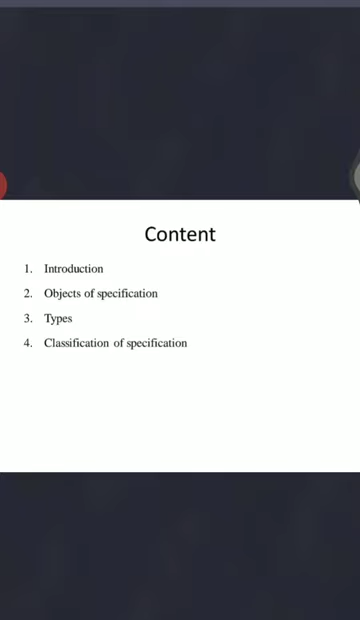 Content
1. Introduction
2. Objects of specification
3. Types
4. Classification of specification